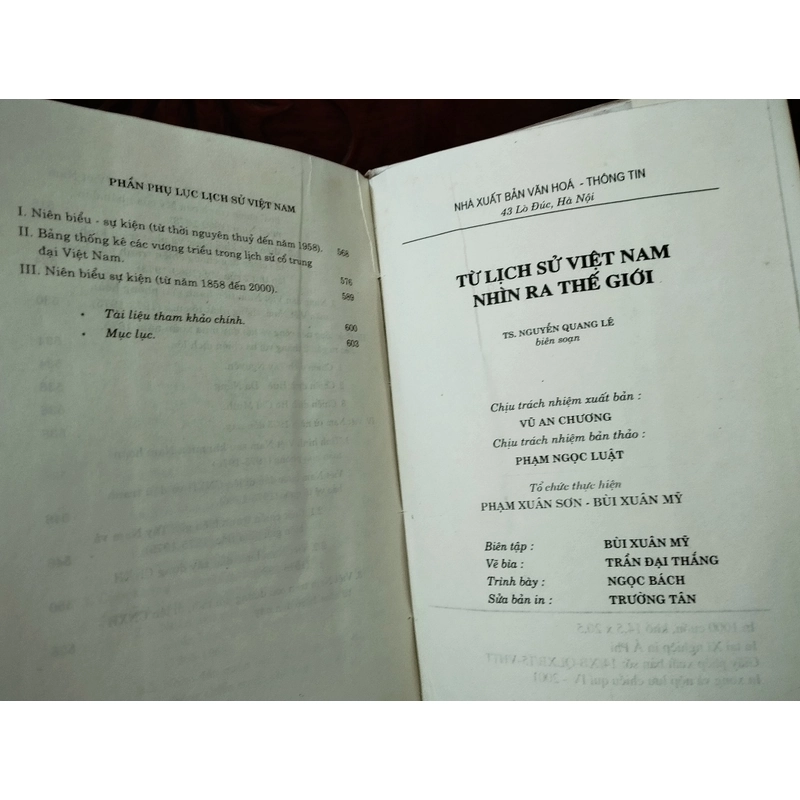 PHẦN PHỤ LỤC LỊCH SỬ VIỆT NAM
I. Niên biểu - sự kiện (từ thời nguyên thuỷ đến năm 1958). 568
II. Bảng thống kê các vương triều trong lịch sử cổ trung
đại Việt Nam. 576
III. Niên biểu sự kiện (từ năm 1858 đến 2000). 589
• Tài liệu tham khảo chính. 600
• Mục lục. 603
NHÀ XUẤT BẢN VĂN HOÁ - THÔNG TIN
43 Lò Đúc, Hà Nội
TỪ LỊCH SỬ VIỆT NAM
NHÌN RA THẾ GIỚI
TS. NGUYỄN QUANG LÊ
biên soạn
Chịu trách nhiệm xuất bản :
VŨ AN CHƯƠNG
Chịu trách nhiệm bản thảo :
PHẠM NGỌC LUẬT
Tổ chức thực hiện
PHẠM XUÂN SƠN - BÙI XUÂN MỸ
Biên tập : BÙI XUÂN MỸ
Vẽ bìa : TRẦN ĐẠI THẮNG
Trình bày : NGỌC BÁCH
Sửa bản in : TRƯỜNG TÂN